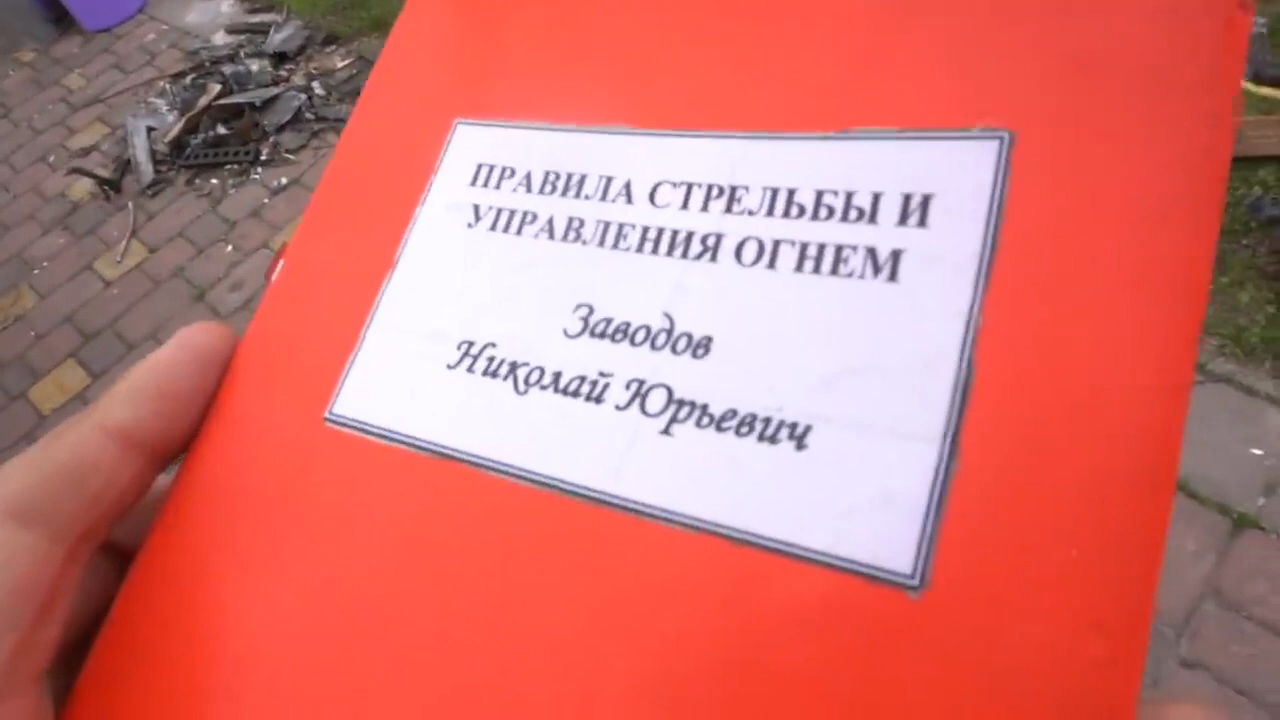 ПРАВИЛА СТРЕЛЬБЫ И
УПРАВЛЕНИЯ ОГНЕМ
Заводов
Николай Юрьевич